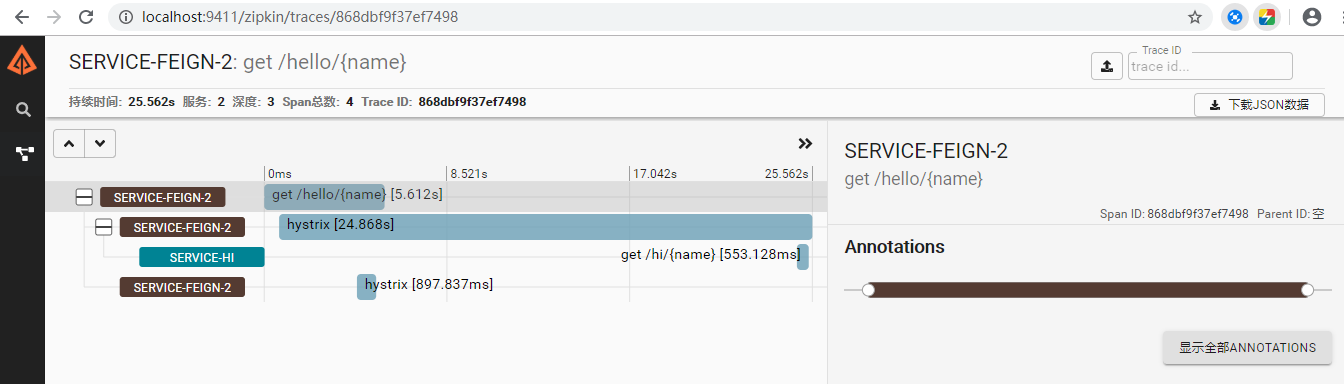 localhost:9411/zipkin/traces/868dbf9f37ef7498
SERVICE-FEIGN-2: get /hello/{name}
Trace ID
trace id...
持续时间: 25.562s 服务: 2 深度: 3 Span总数: 4 Trace ID: 868dbf9f37ef7498
下载JSON数据
0ms 8.521s 17.042s 25.562s
SERVICE-FEIGN-2 get /hello/{name} [5.612s]
SERVICE-FEIGN-2 hystrix [24.868s]
SERVICE-HI get /hi/{name} [553.128ms]
SERVICE-FEIGN-2 hystrix [897.837ms]
SERVICE-FEIGN-2
get /hello/{name}
Span ID: 868dbf9f37ef7498 Parent ID: 空
Annotations
显示全部ANNOTATIONS